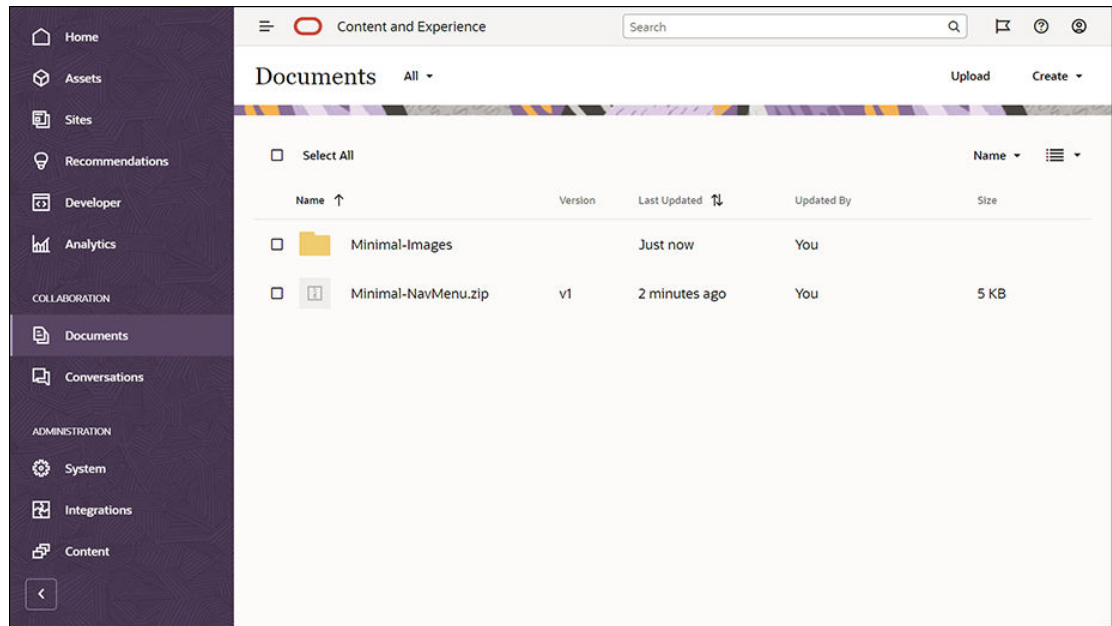 Home
Assets
Sites
Recommendations
Developer
Analytics
COLLABORATION
Documents
Conversations
ADMINISTRATION
System
Integrations
Content
Content and Experience
Search
Documents All
Upload Create
Select All
Name
Name Version Last Updated Updated By Size
Minimal-Images Just now You
Minimal-NavMenu.zip v1 2 minutes ago You 5 KB